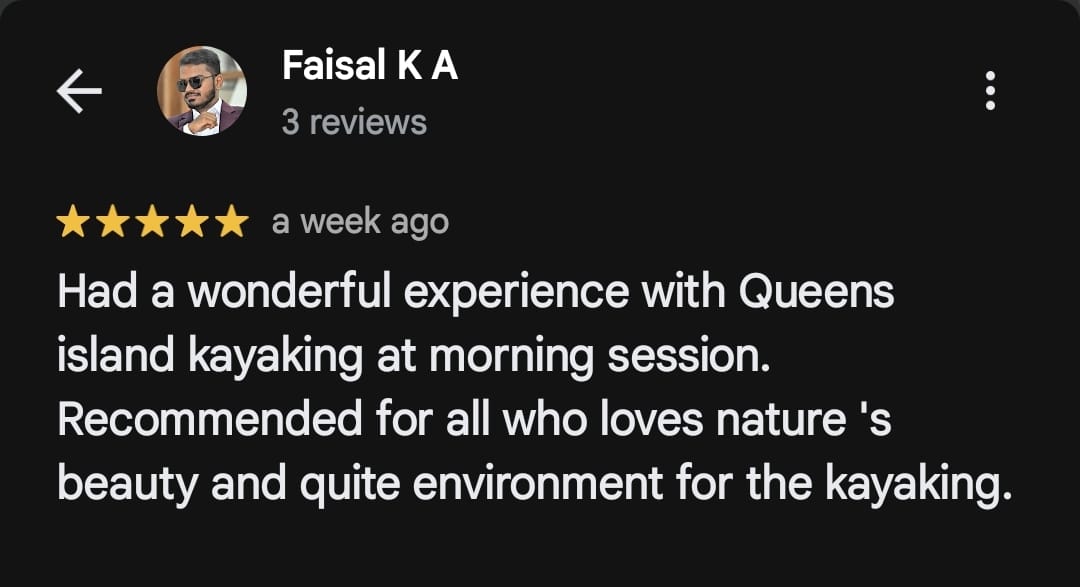 Faisal K A
3 reviews
a week ago
Had a wonderful experience with Queens
island kayaking at morning session.
Recommended for all who loves nature 's
beauty and quite environment for the kayaking.